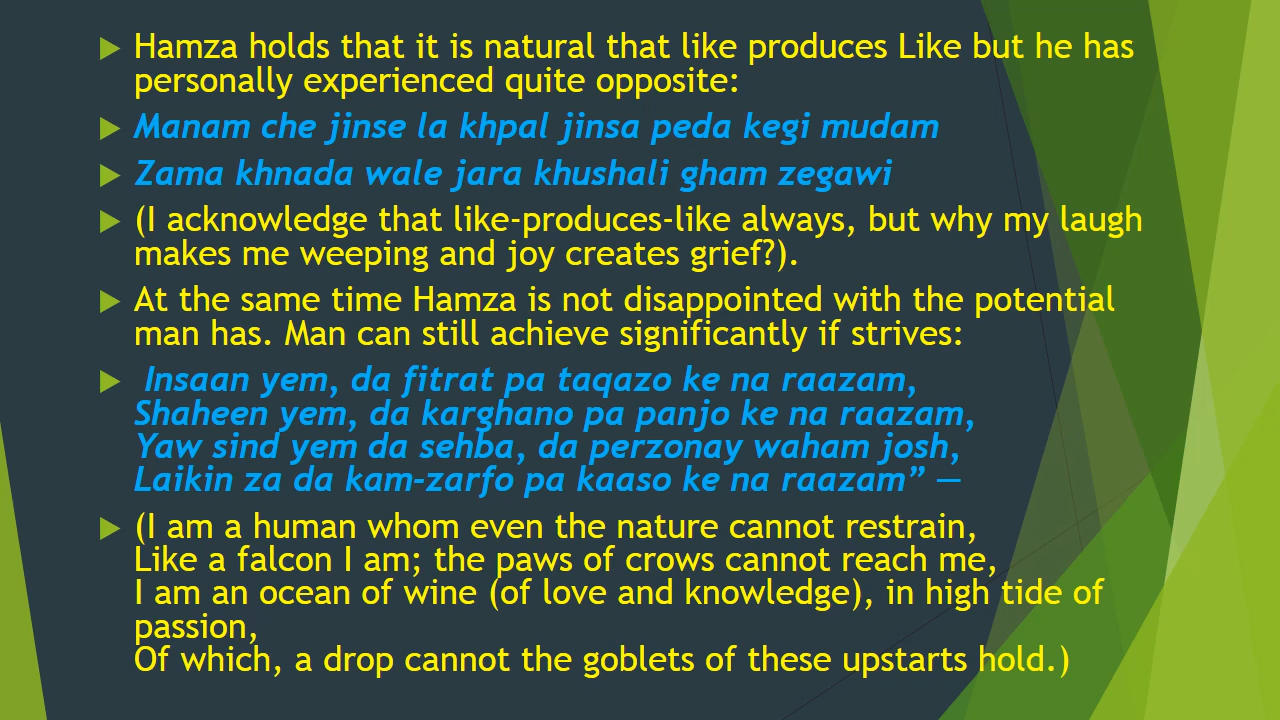 Hamza holds that it is natural that like produces Like but he has
personally experienced quite opposite:
Manam che jinse la khpal jinsa peda kegi mudam
Zama khnada wale jara khushali gham zegawi
(I acknowledge that like-produces-like always, but why my laugh
makes me weeping and joy creates grief?).
At the same time Hamza is not disappointed with the potential
man has. Man can still achieve significantly if strives:
Insaan yem, da fitrat pa taqazo ke na raazam,
Shaheen yem, da karghano pa panjo ke na raazam,
Yaw sind yem da sehba, da perzonay waham josh,
Laikin za da kam-zarfo pa kaaso ke na raazam” —
(I am a human whom even the nature cannot restrain,
Like a falcon I am; the paws of crows cannot reach me,
I am an ocean of wine (of love and knowledge), in high tide of
passion,
Of which, a drop cannot the goblets of these upstarts hold.)